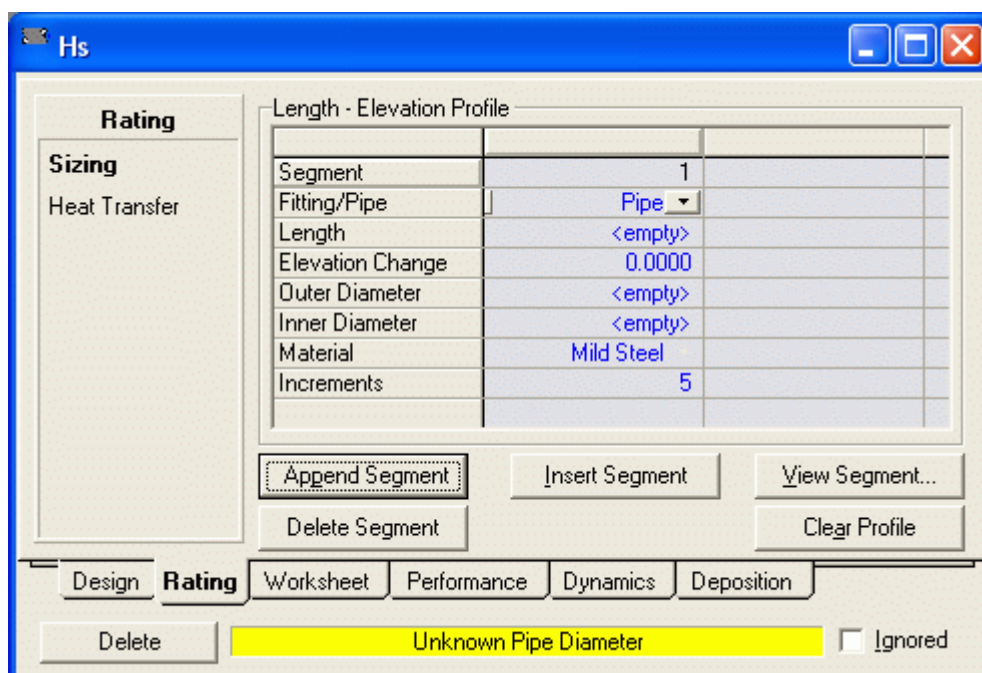 Hs
Rating
Sizing
Heat Transfer
Length - Elevation Profile
Segment 1
Fitting/Pipe Pipe
Length <empty>
Elevation Change 0.0000
Outer Diameter <empty>
Inner Diameter <empty>
Material Mild Steel
Increments 5
Append Segment Insert Segment View Segment...
Delete Segment Clear Profile
Design Rating Worksheet Performance Dynamics Deposition
Delete Unknown Pipe Diameter Ignored